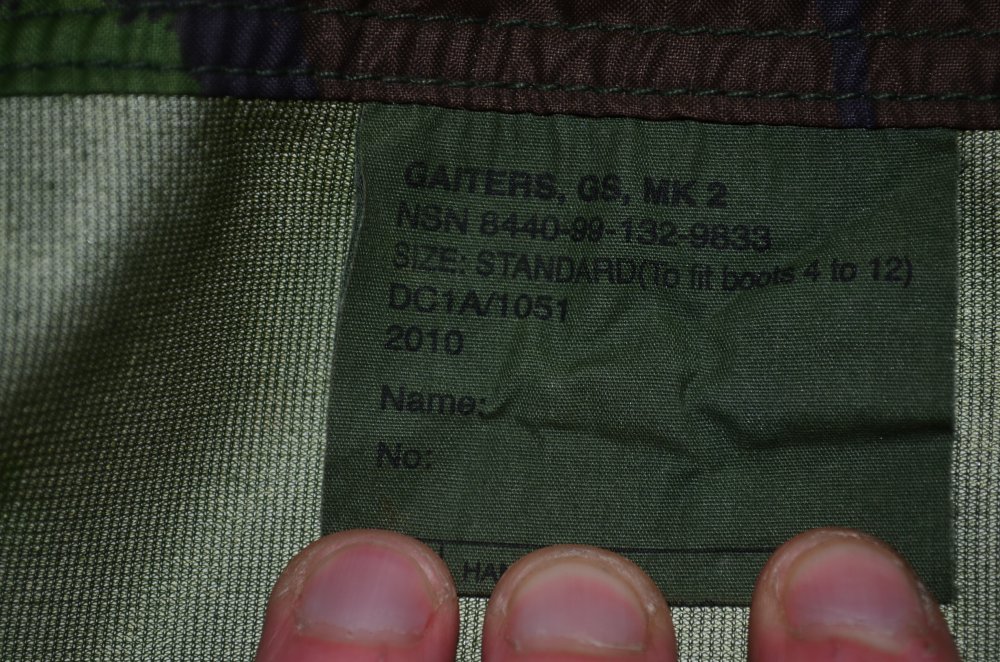 GAITERS, GS, MK 2
NSN 8440-99-132-9833
SIZE: STANDARD(To fit boots 4 to 12)
DC1A/1051
2010
Name:
No: